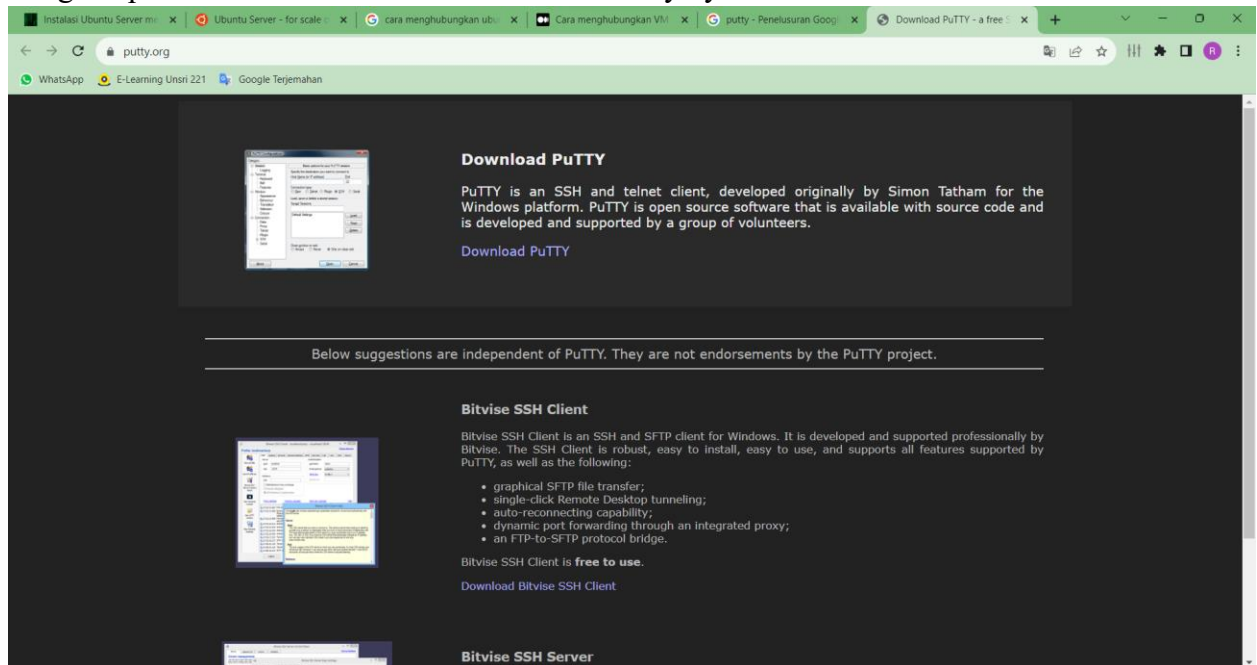 Instalasi Ubuntu Server me
Ubuntu Server - for scale o
cara menghubungkan ubu
Cara menghubungkan VM
putty - Penelusuran Googl
Download PuTTY - a free S
putty.org
R
WhatsApp
E-Learning Unsri 221
Google Terjemahan
Download PuTTY
PuTTY is an SSH and telnet client, developed originally by Simon Tatham for the
Windows platform. PuTTY is open source software that is available with source code and
is developed and supported by a group of volunteers.
Download PuTTY
Below suggestions are independent of PuTTY. They are not endorsements by the PuTTY project.
Bitvise SSH Client
Bitvise SSH Client is an SSH and SFTP client for Windows. It is developed and supported professionally by
Bitvise. The SSH Client is robust, easy to install, easy to use, and supports all features supported by
PuTTY, as well as the following:
• graphical SFTP file transfer;
• single-click Remote Desktop tunneling;
• auto-reconnecting capability;
• dynamic port forwarding through an integrated proxy;
• an FTP-to-SFTP protocol bridge.
Bitvise SSH Client is free to use.
Download Bitvise SSH Client
Bitvise SSH Server